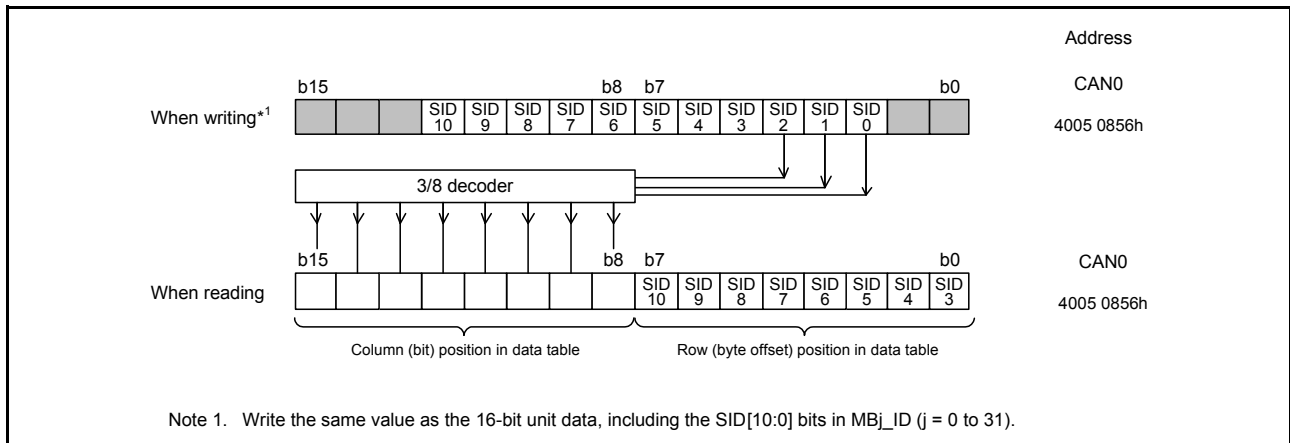 Address
b15 b8 b7 b0 CAN0
When writing*1 SID 10 SID 9 SID 8 SID 7 SID 6 SID 5 SID 4 SID 3 SID 2 SID 1 SID 0 4005 0856h
3/8 decoder
b15 b8 b7 b0 CAN0
When reading SID 10 SID 9 SID 8 SID 7 SID 6 SID 5 SID 4 SID 3 4005 0856h
Column (bit) position in data table Row (byte offset) position in data table
Note 1. Write the same value as the 16-bit unit data, including the SID[10:0] bits in MBj_ID (j = 0 to 31).